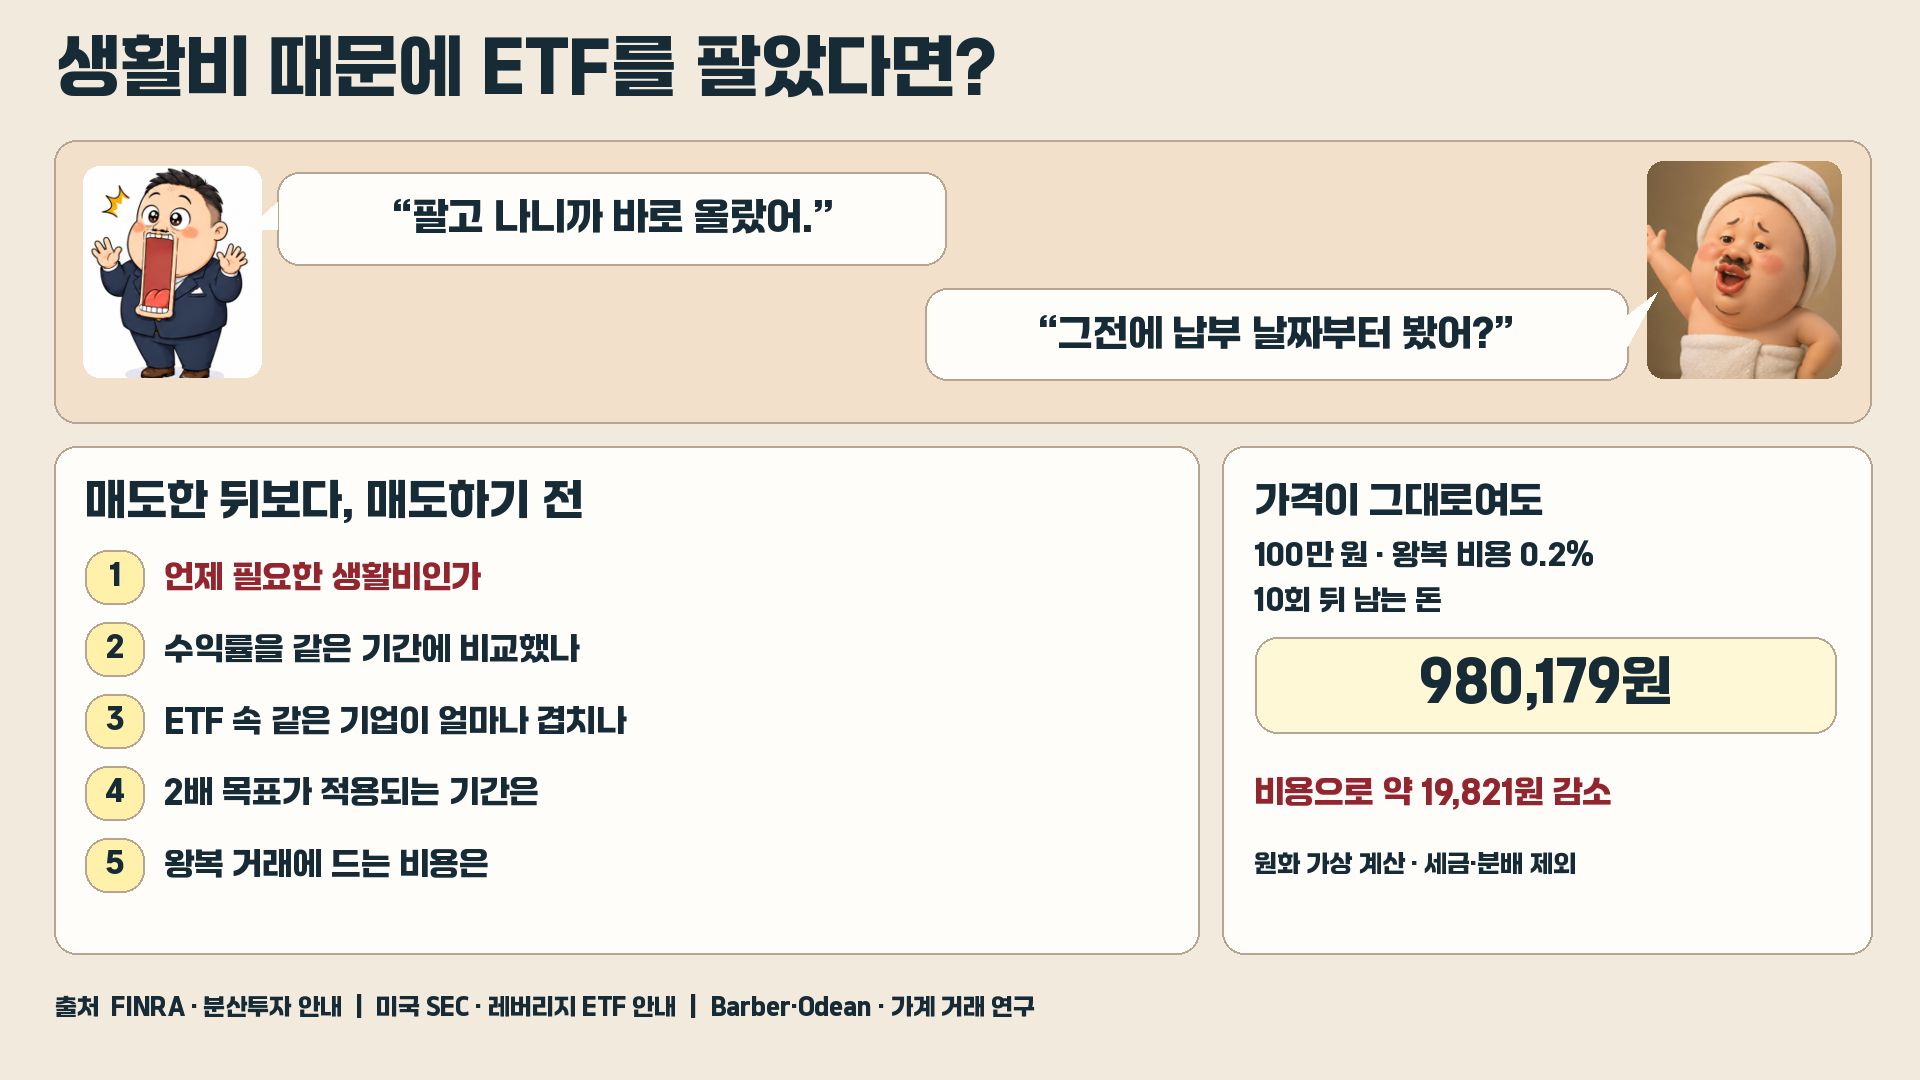 생활비 때문에 ETF를 팔았다면?
“팔고 나니까 바로 올랐어.”
“그전에 납부 날짜부터 봤어?”
매도한 뒤보다, 매도하기 전
1 언제 필요한 생활비인가
2 수익률을 같은 기간에 비교했나
3 ETF 속 같은 기업이 얼마나 겹치나
4 2배 목표가 적용되는 기간은
5 왕복 거래에 드는 비용은
가격이 그대로여도
100만 원 · 왕복 비용 0.2%
10회 뒤 남는 돈
980,179원
비용으로 약 19,821원 감소
원화 가상 계산 · 세금·분배 제외
출처 FINRA · 분산투자 안내 | 미국 SEC · 레버리지 ETF 안내 | Barber·Odean · 가계 거래 연구